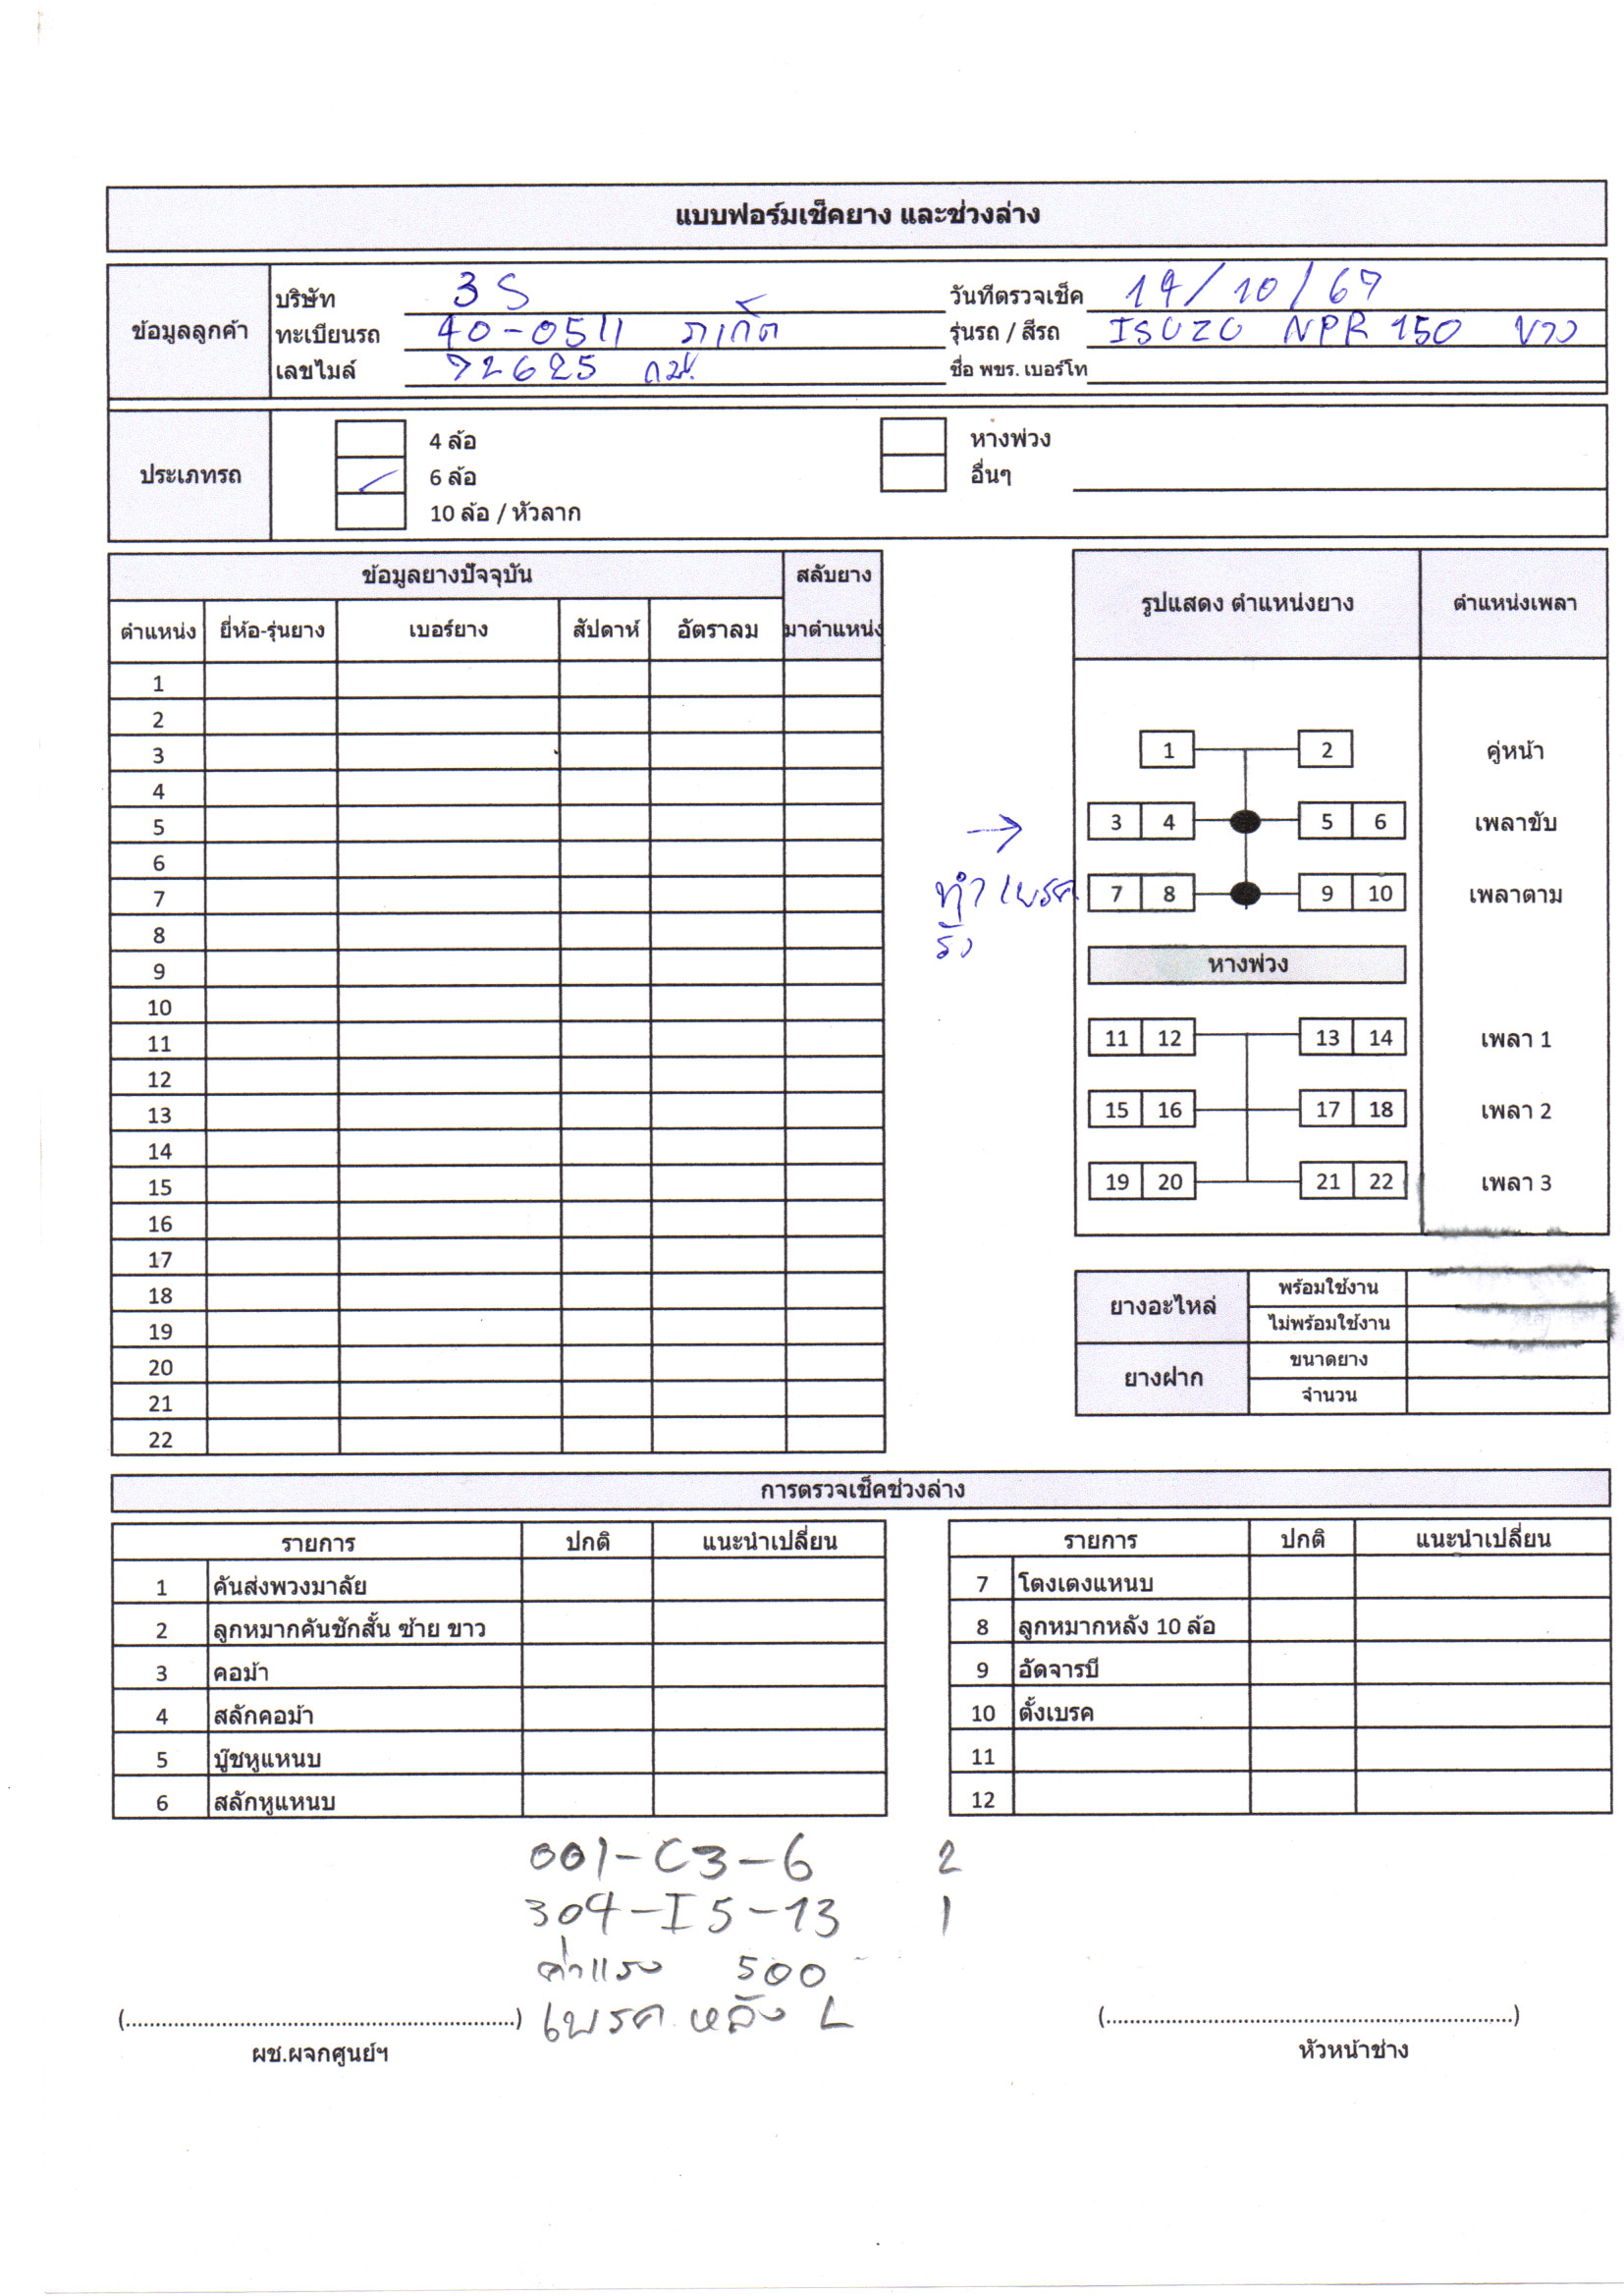 แบบฟอร์มเช็คยาง และช่วงล่าง
ข้อมูลลูกค้า
บริษัท 3 S วันที่ตรวจเช็ค 14/10/67
ทะเบียนรถ 40-0511 ภูเก็ต รุ่นรถ / สีรถ ISUZU NPR 150 ขาว
เลขไมล์ 72625 กม. ชื่อ พขร. เบอร์โท
ประเภทรถ
4 ล้อ หางพ่วง
6 ล้อ อื่นๆ
10 ล้อ / หัวลาก
ข้อมูลยางปัจจุบัน สลับยาง
ตำแหน่ง ยี่ห้อ-รุ่นยาง เบอร์ยาง สัปดาห์ อัตราลม มาตำแหน่ง
1
2
3
4
5
6
7
8
9
10
11
12
13
14
15
16
17
18
19
20
21
22
→
ทำ เบรค
รูปแสดง ตำแหน่งยาง ตำแหน่งเพลา
1 2 คู่หน้า
3 4 5 6 เพลาขับ
7 8 9 10 เพลาตาม
หางพ่วง
11 12 13 14 เพลา 1
15 16 17 18 เพลา 2
19 20 21 22 เพลา 3
ยางอะไหล่ พร้อมใช้งาน
ไม่พร้อมใช้งาน
ยางฝาก ขนาดยาง
จำนวน
การตรวจเช็คช่วงล่าง
รายการ ปกติ แนะนำเปลี่ยน
1 คันส่งพวงมาลัย
2 ลูกหมากคันชักสั้น ซ้าย ขาว
3 คอม้า
4 สลักคอม้า
5 บู๊ชหูแหนบ
6 สลักหูแหนบ
รายการ ปกติ แนะนำเปลี่ยน
7 โตงเตงแหนบ
8 ลูกหมากหลัง 10 ล้อ
9 อัดจารบี
10 ตั้งเบรค
11
12
001-C3-6 2
304-I5-13 1
ค่าแรง 500
เบรค หลัง L
(..................................................................)
ผช.ผจกศูนย์ฯ
(......................................................................)
หัวหน้าช่าง